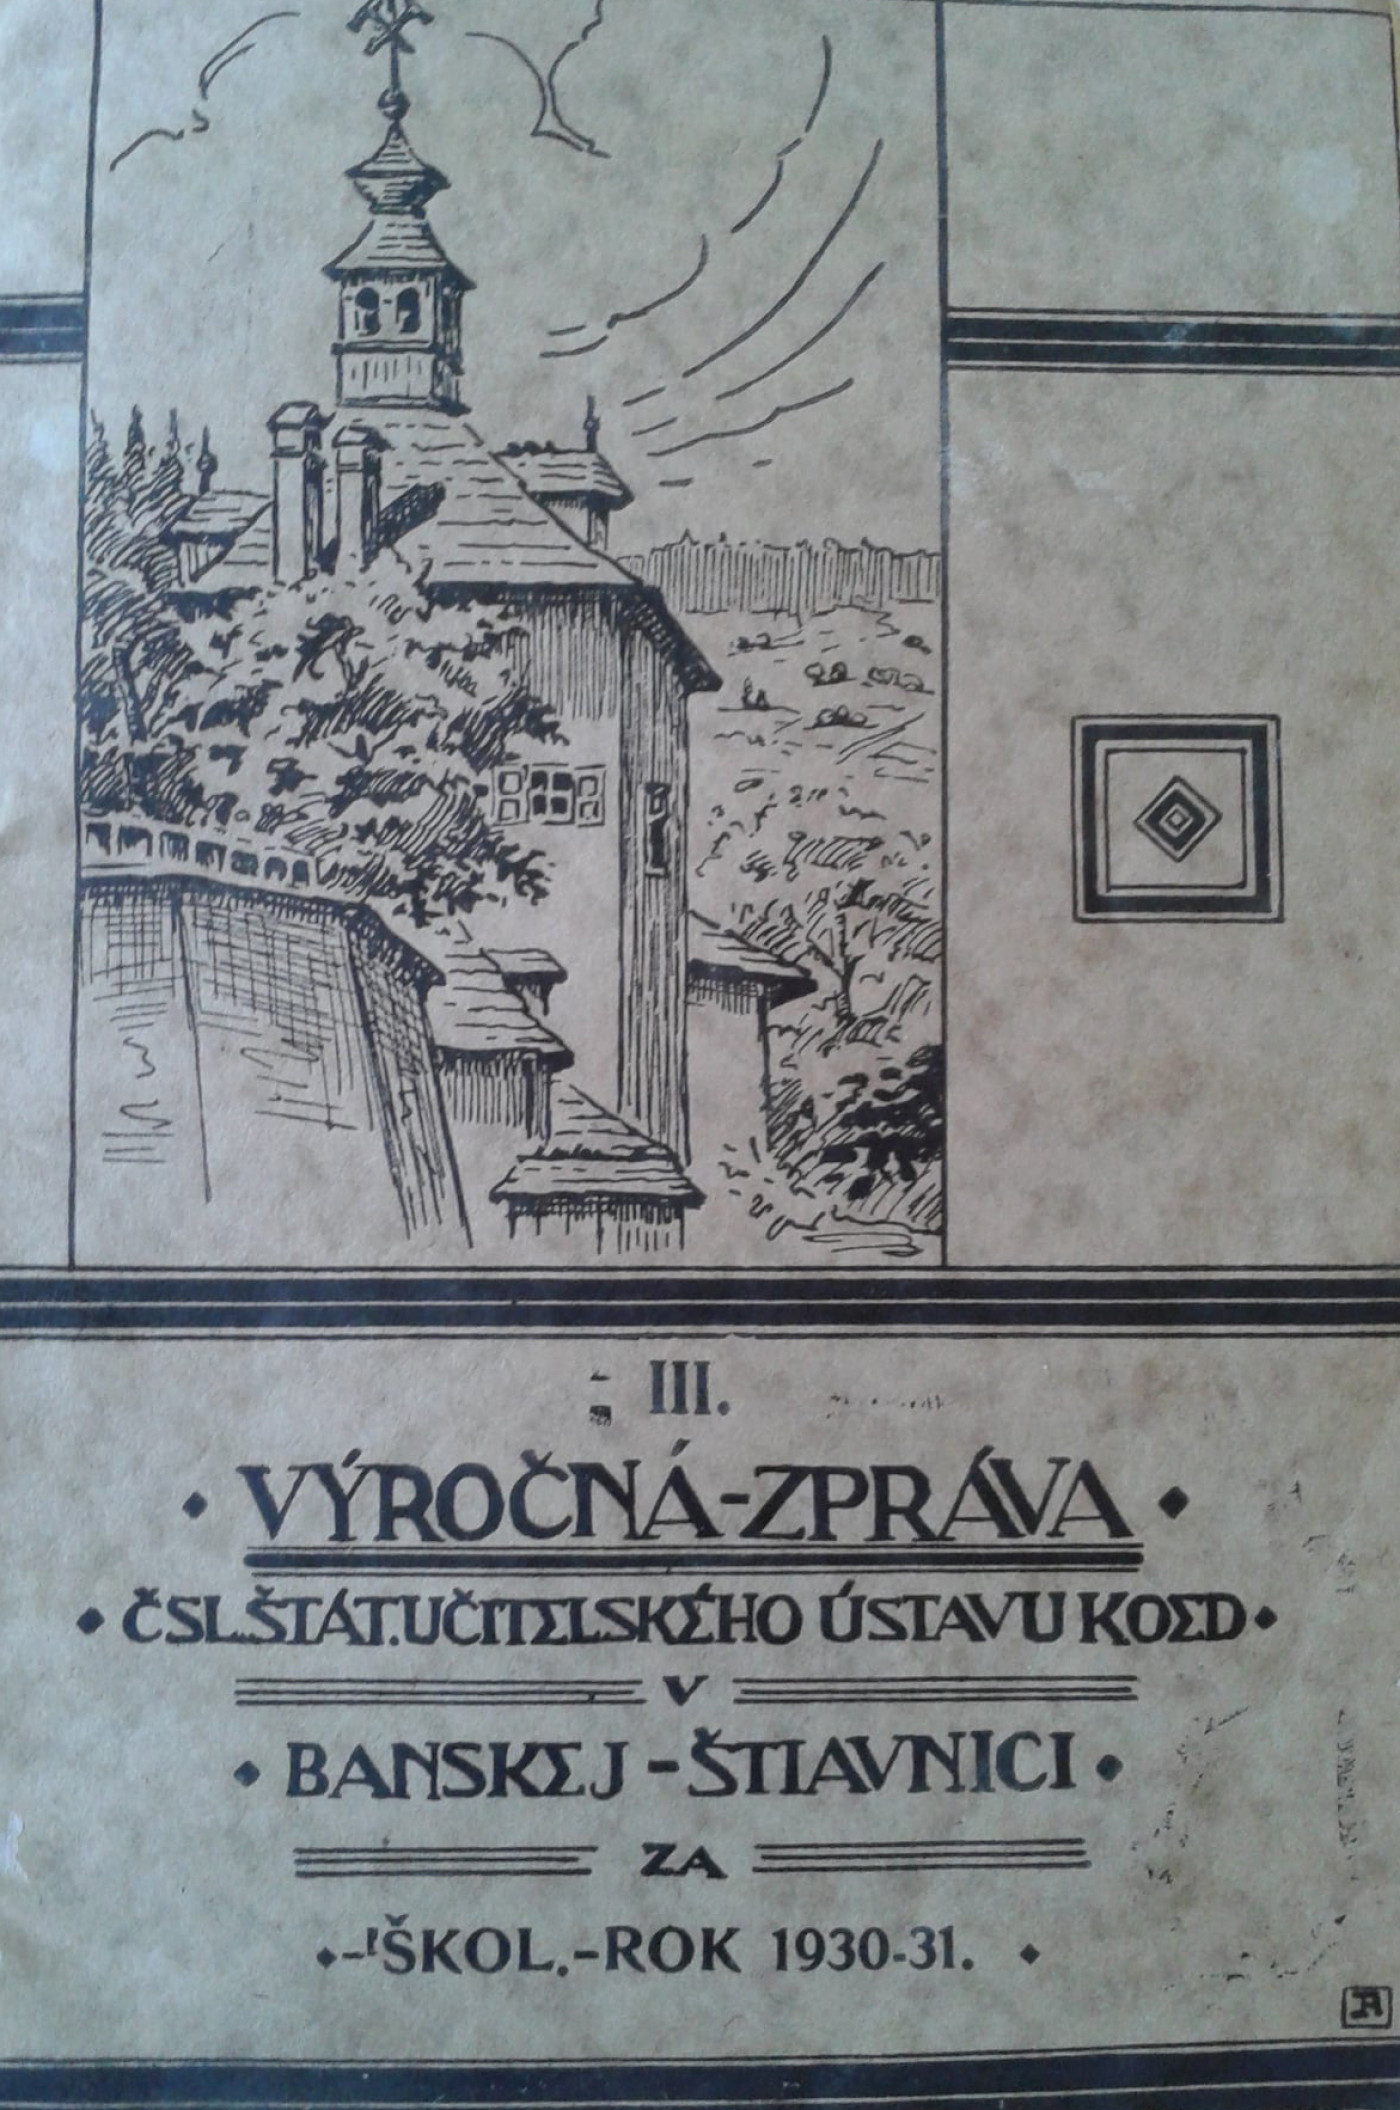 III.
VÝROČNÁ-ZPRÁVA
ČSL.ŠTÁT.UČITELSKÉHO ÚSTAVU KOED
V
BANSKEJ-ŠTIAVNICI
ZA
ŠKOL.-ROK 1930-31.